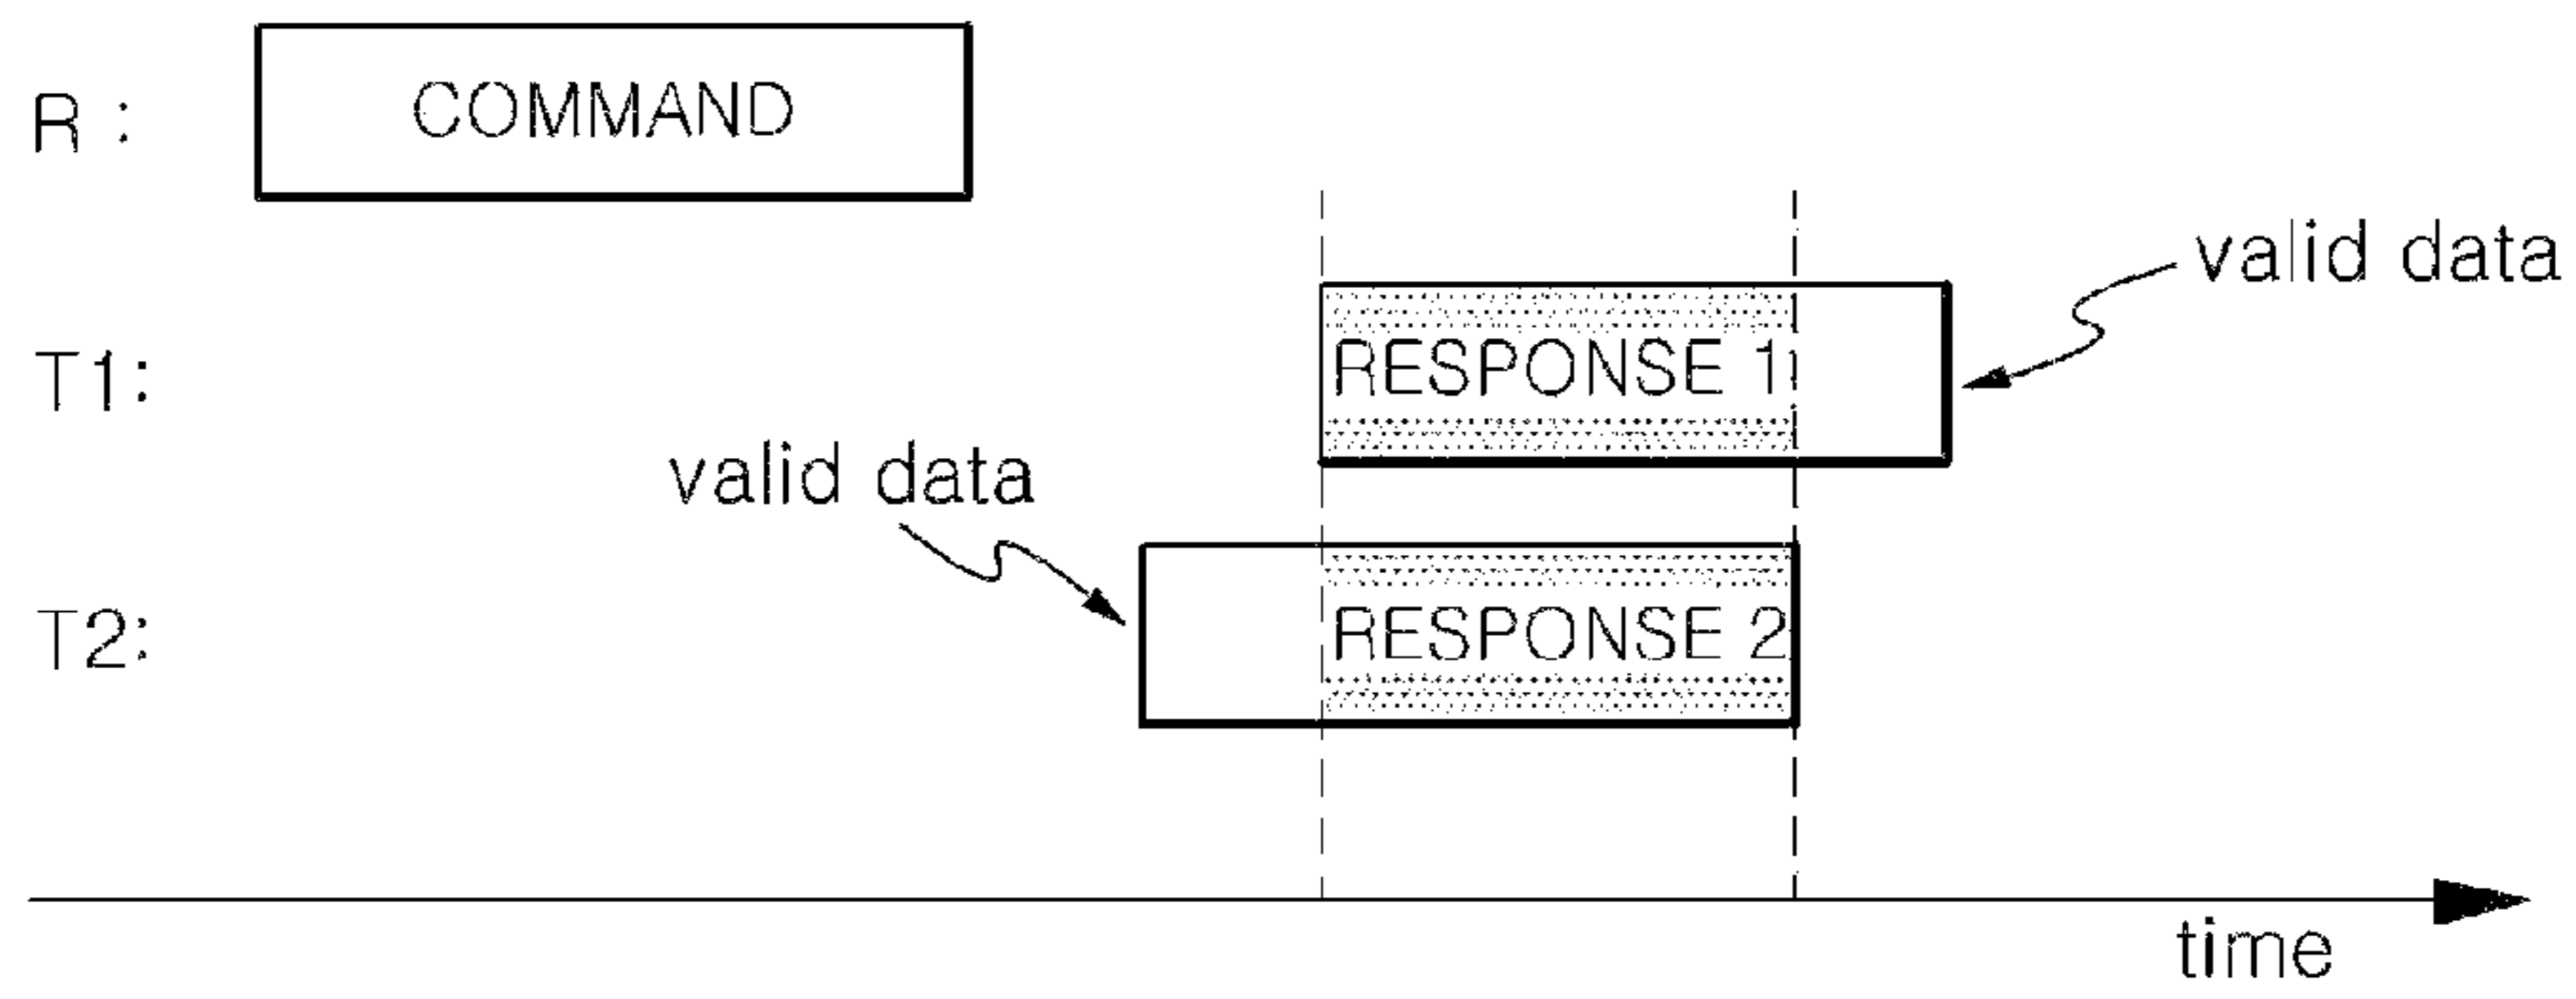 R : COMMAND
valid data
T1: RESPONSE 1
valid data
T2: RESPONSE 2
time